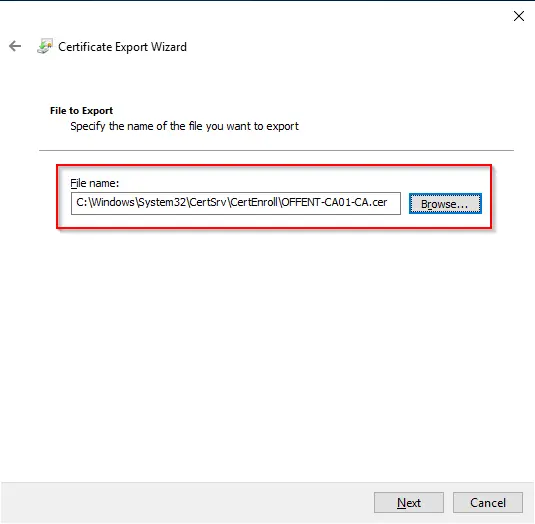 Certificate Export Wizard
File to Export
Specify the name of the file you want to export
File name:
C:\Windows\System32\CertSrv\CertEnroll\OFFENT-CA01-CA.cer
Browse...
Next
Cancel